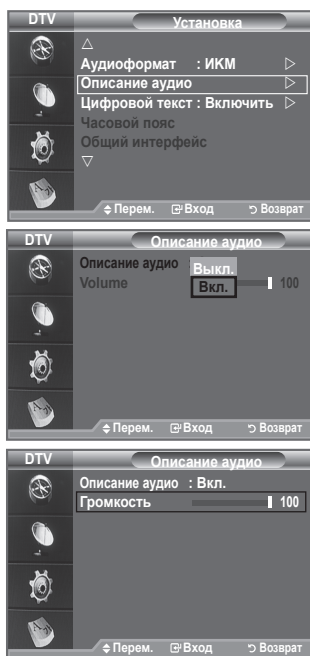 DTV Установка
△
Аудиоформат : ИКМ ▷
Описание аудио ▷
Цифровой текст : Включить ▷
Часовой пояс
Общий интерфейс
▽
Перем. Вход Возврат
DTV Описание аудио
Описание аудио Выкл.
Volume Вкл. 100
Перем. Вход Возврат
DTV Описание аудио
Описание аудио : Вкл.
Громкость 100
Перем. Вход Возврат